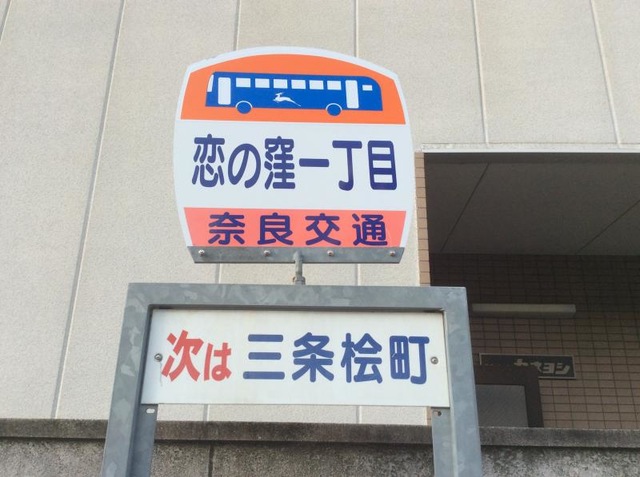 恋の窪一丁目
奈良交通
次は 三条桧町